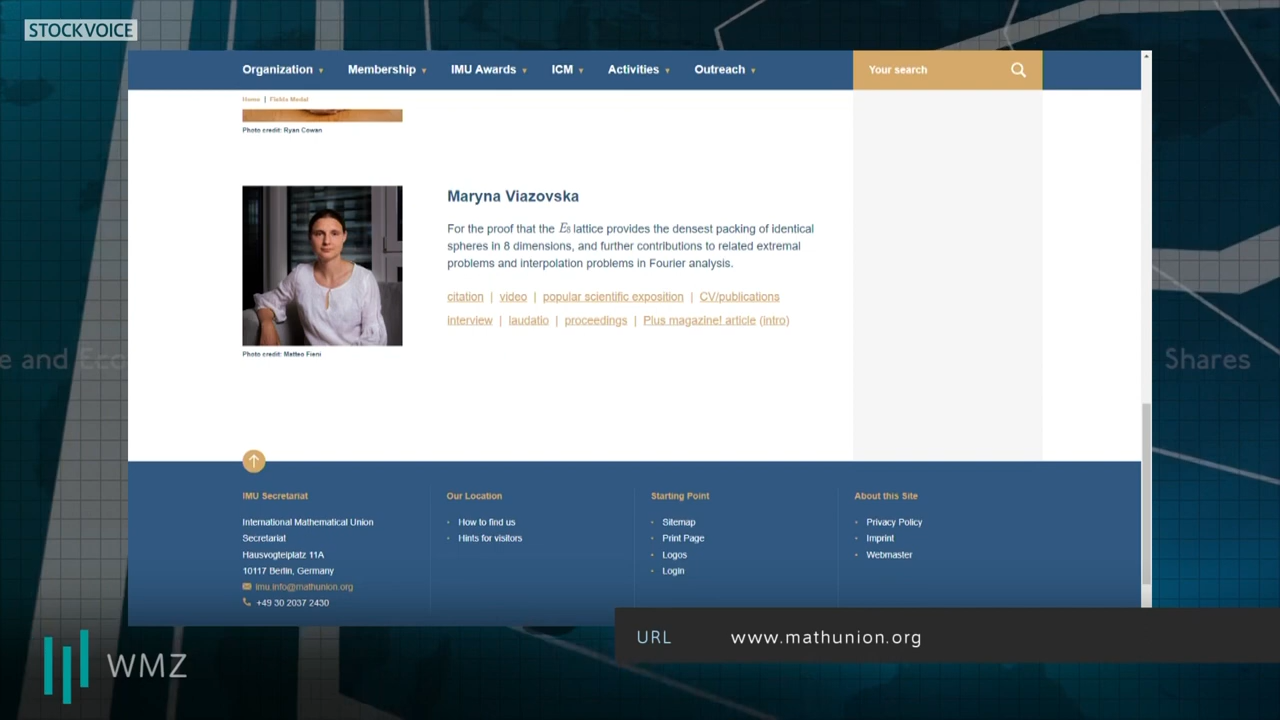 STOCKVOICE
Organization
Membership
IMU Awards
ICM
Activities
Outreach
Your search
Home | Fields Medal
Photo credit: Ryan Cowan
Maryna Viazovska
For the proof that the E8 lattice provides the densest packing of identical
spheres in 8 dimensions, and further contributions to related extremal
problems and interpolation problems in Fourier analysis.
citation | video | popular scientific exposition | CV/publications
interview | laudatio | proceedings | Plus magazine! article (intro)
Photo credit: Matteo Fieni
e and Eco
Shares
IMU Secretariat
International Mathematical Union
Secretariat
Hausvogteiplatz 11A
10117 Berlin, Germany
imu.info@mathunion.org
+49 30 2037 2430
Our Location
How to find us
Hints for visitors
Starting Point
Sitemap
Print Page
Logos
Login
About this Site
Privacy Policy
Imprint
Webmaster
URL www.mathunion.org
WMZ